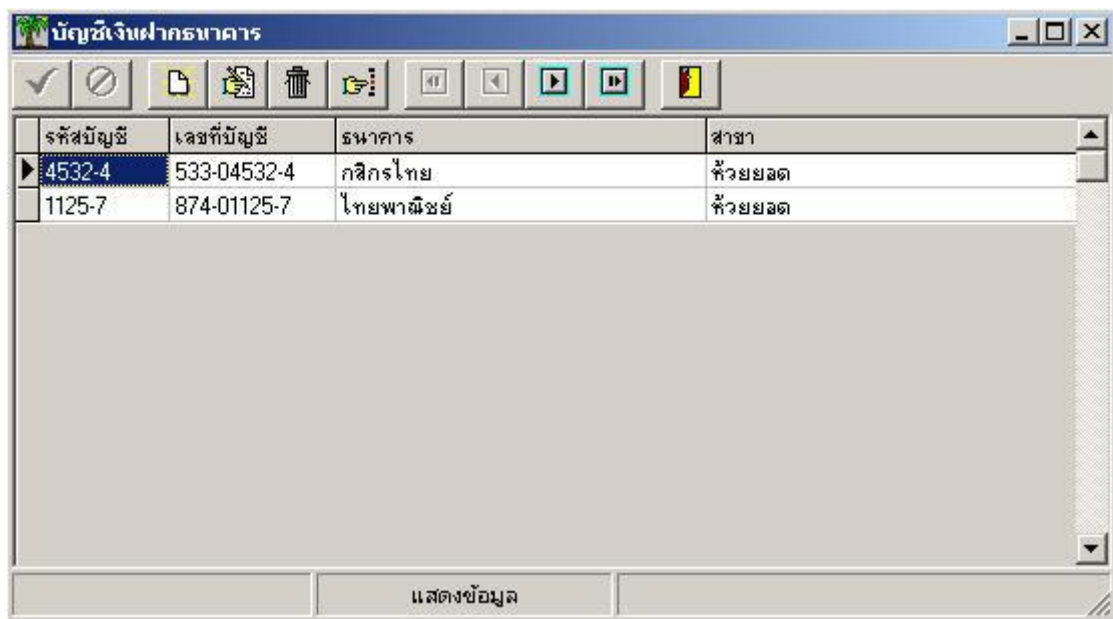 บัญชีเงินฝากธนาคาร
รหัสบัญชี เลขที่บัญชี ธนาคาร สาขา
4532-4 533-04532-4 กสิกรไทย ห้วยยอด
1125-7 874-01125-7 ไทยพาณิชย์ ห้วยยอด
แสดงข้อมูล